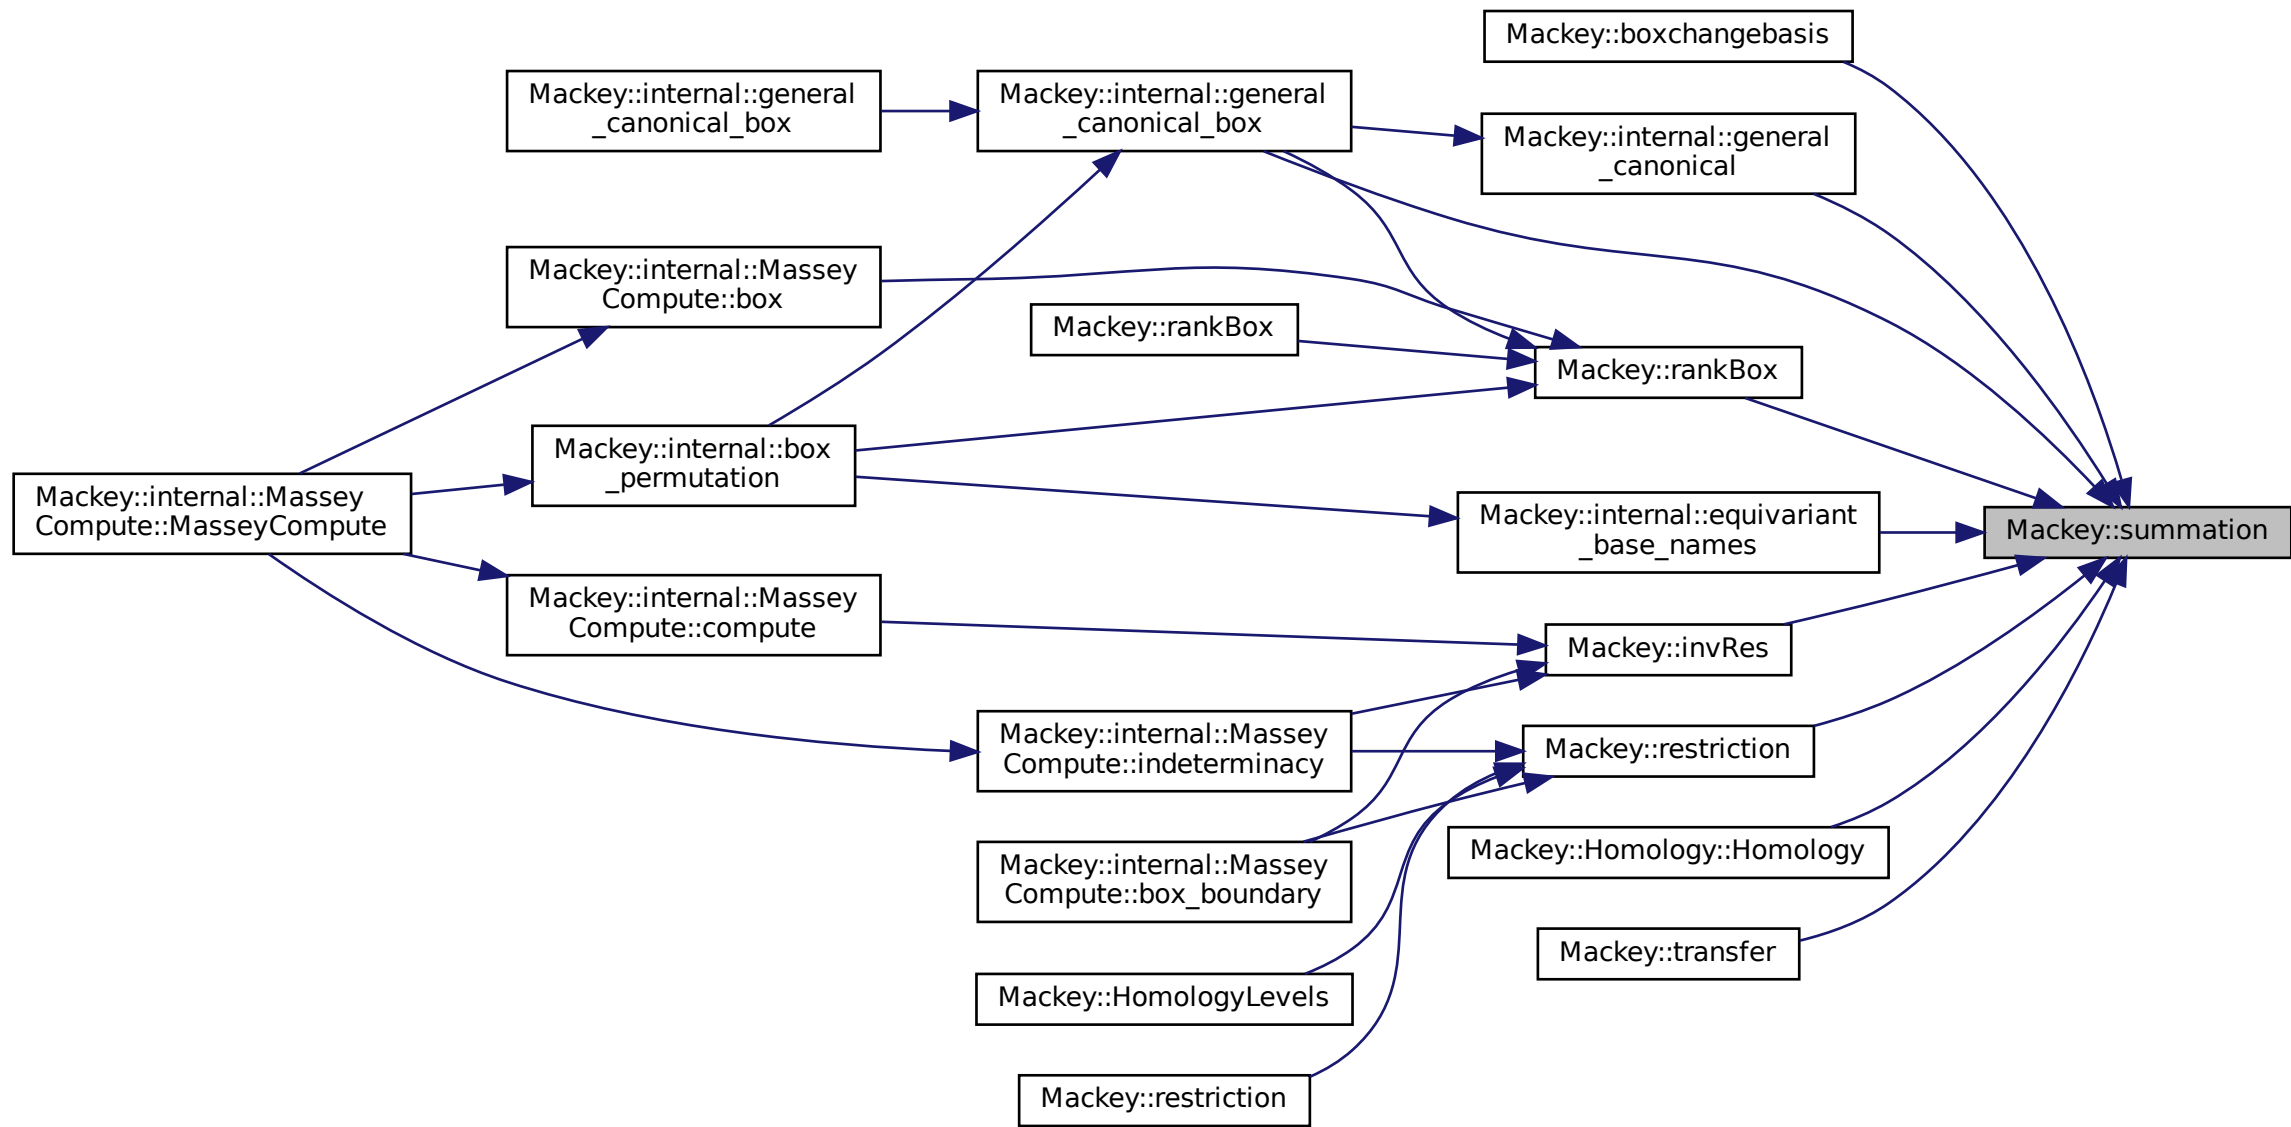 Mackey::boxchangebasis
Mackey::internal::general
_canonical_box
Mackey::internal::general
_canonical_box
Mackey::internal::general
_canonical
Mackey::internal::Massey
Compute::box
Mackey::rankBox
Mackey::rankBox
Mackey::internal::box
_permutation
Mackey::internal::Massey
Compute::MasseyCompute
Mackey::internal::equivariant
_base_names
Mackey::summation
Mackey::internal::Massey
Compute::compute
Mackey::invRes
Mackey::internal::Massey
Compute::indeterminacy
Mackey::restriction
Mackey::internal::Massey
Compute::box_boundary
Mackey::Homology::Homology
Mackey::transfer
Mackey::HomologyLevels
Mackey::restriction